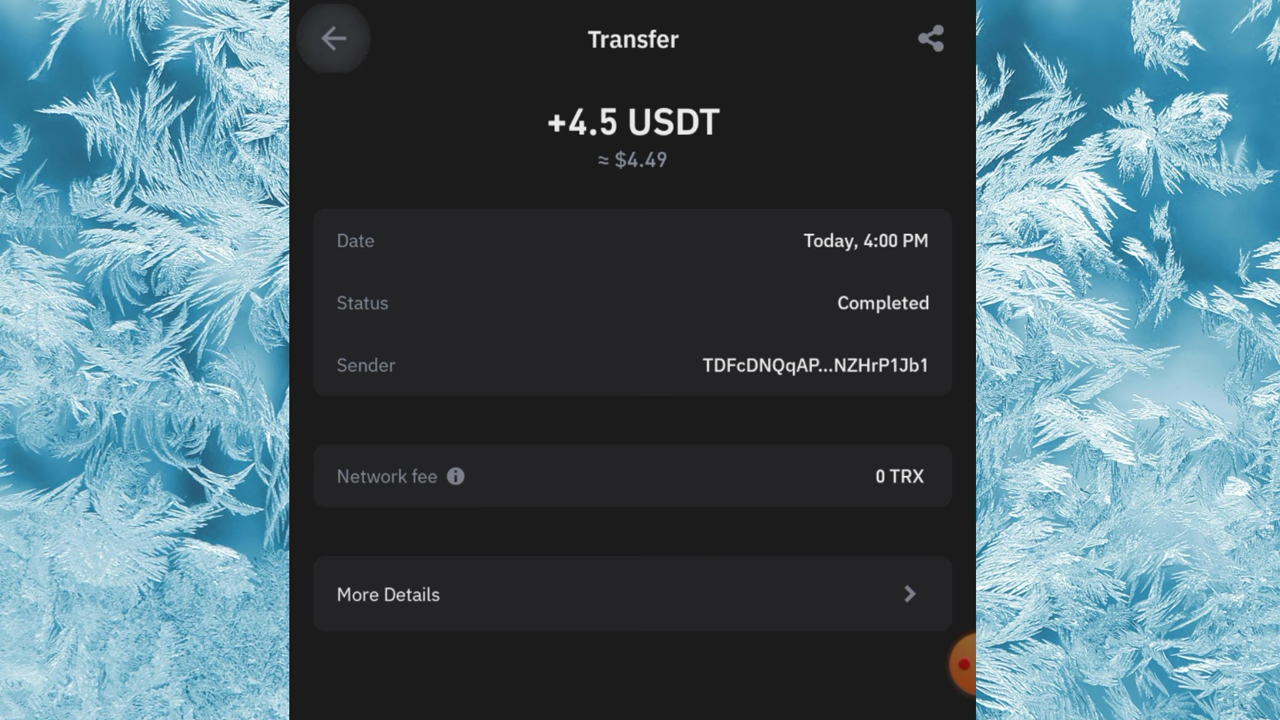 Transfer
+4.5 USDT
≈ $4.49
Date Today, 4:00 PM
Status Completed
Sender TDFcDNQqAP...NZHrP1Jb1
Network fee 0 TRX
More Details